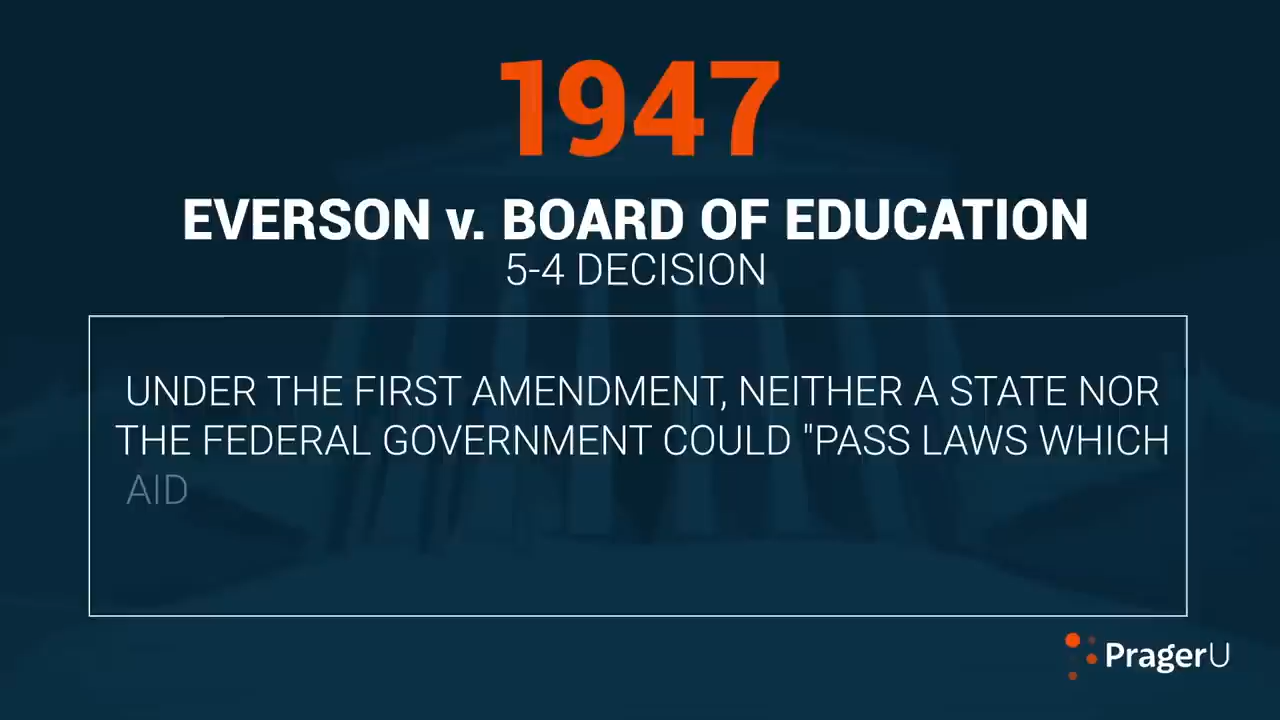 1947
EVERSON v. BOARD OF EDUCATION
5-4 DECISION
UNDER THE FIRST AMENDMENT, NEITHER A STATE NOR
THE FEDERAL GOVERNMENT COULD "PASS LAWS WHICH
AID
PragerU